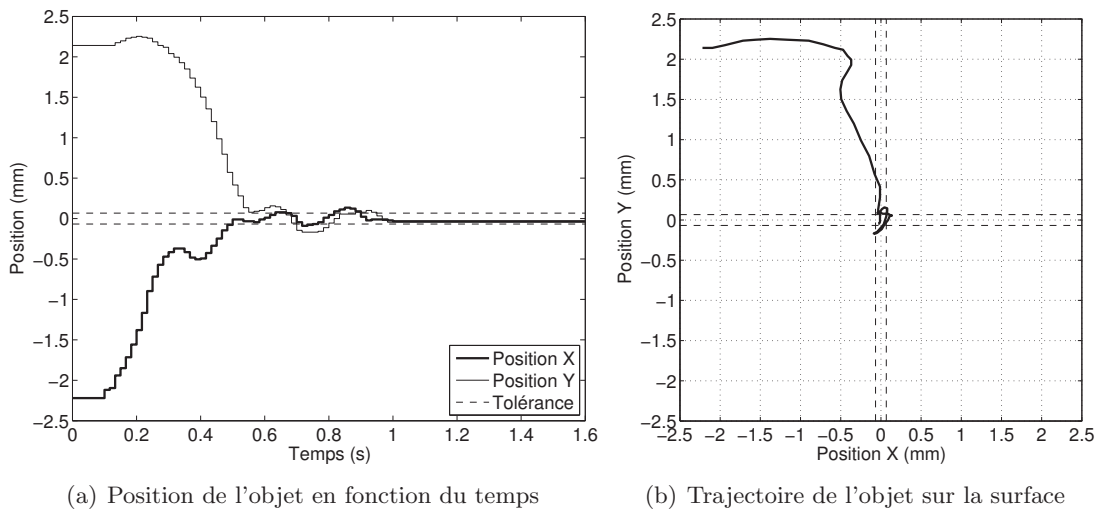 2.5
2
1.5
1
0.5
0
−0.5
−1
−1.5
−2
−2.5
Position (mm)
0 0.2 0.4 0.6 0.8 1 1.2 1.4 1.6
Temps (s)
Position X
Position Y
Tolérance
(a) Position de l'objet en fonction du temps
2.5
2
1.5
1
0.5
0
−0.5
−1
−1.5
−2
−2.5
Position Y (mm)
−2.5 −2 −1.5 −1 −0.5 0 0.5 1 1.5 2 2.5
Position X (mm)
(b) Trajectoire de l'objet sur la surface